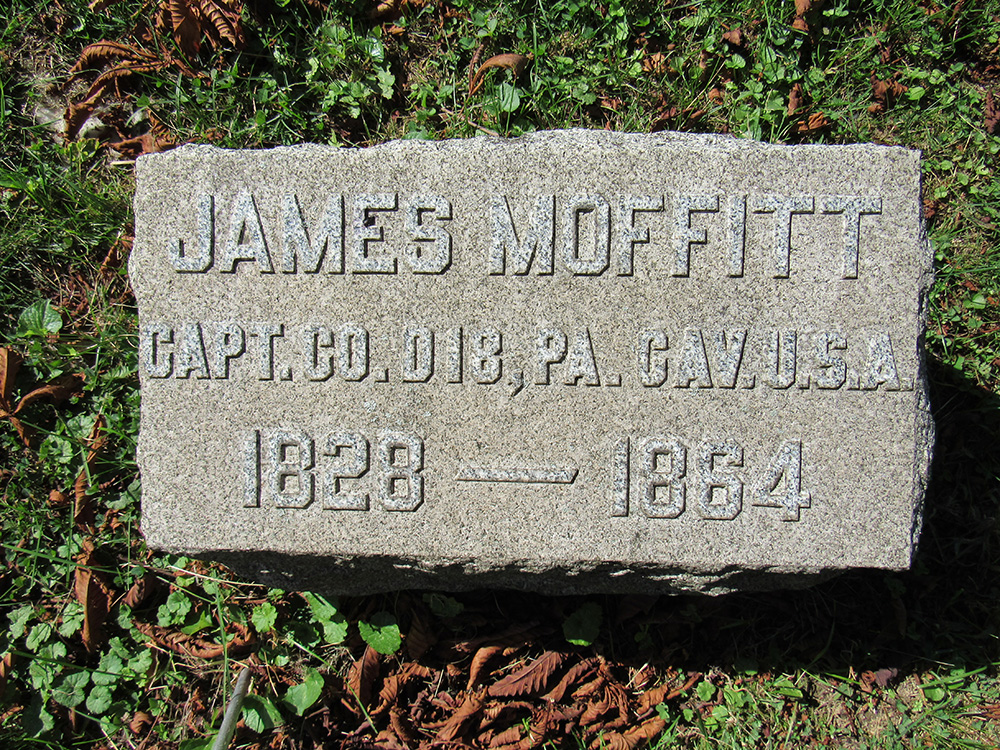 JAMES MOFFITT
CAPT. CO. D 18, PA. CAV. U.S.A.
1828 — 1864